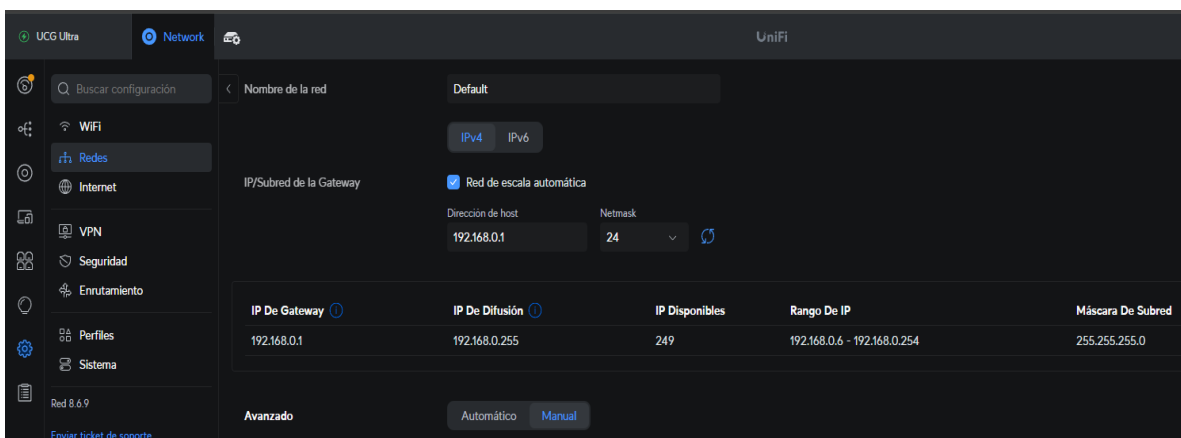 UCG Ultra
Network
UniFi
Buscar configuración
WiFi
Redes
Internet
VPN
Seguridad
Enrutamiento
Perfiles
Sistema
Red 8.6.9
Enviar ticket de soporte
Nombre de la red Default
IPv4 IPv6
IP/Subred de la Gateway Red de escala automática
Dirección de host Netmask
192.168.0.1 24
IP De Gateway IP De Difusión IP Disponibles Rango De IP Máscara De Subred
192.168.0.1 192.168.0.255 249 192.168.0.6 - 192.168.0.254 255.255.255.0
Avanzado Automático Manual